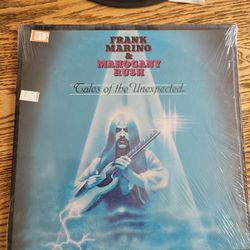 FRANK
MARINO
&
MAHOGANY
RUSH
Tales of the Unexpected